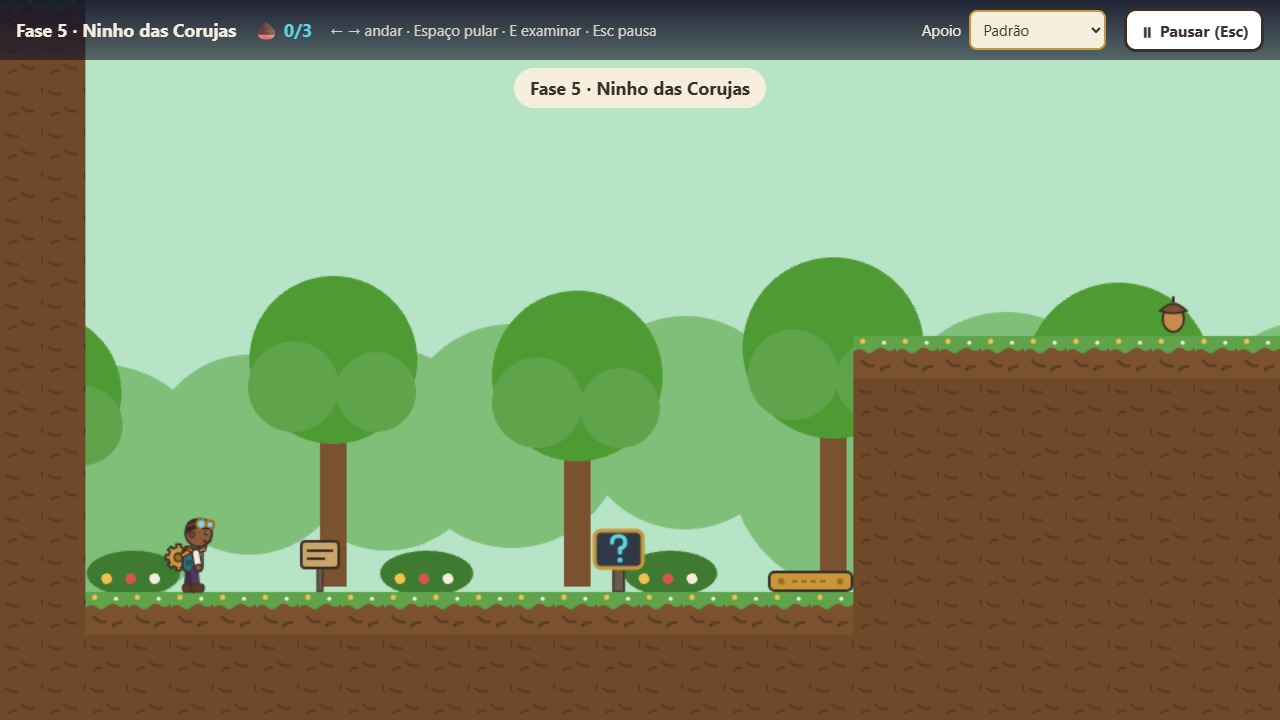 Fase 5 · Ninho das Corujas 0/3 ← → andar · Espaço pular · E examinar · Esc pausa Apoio Padrão Pausar (Esc)
Fase 5 · Ninho das Corujas
?